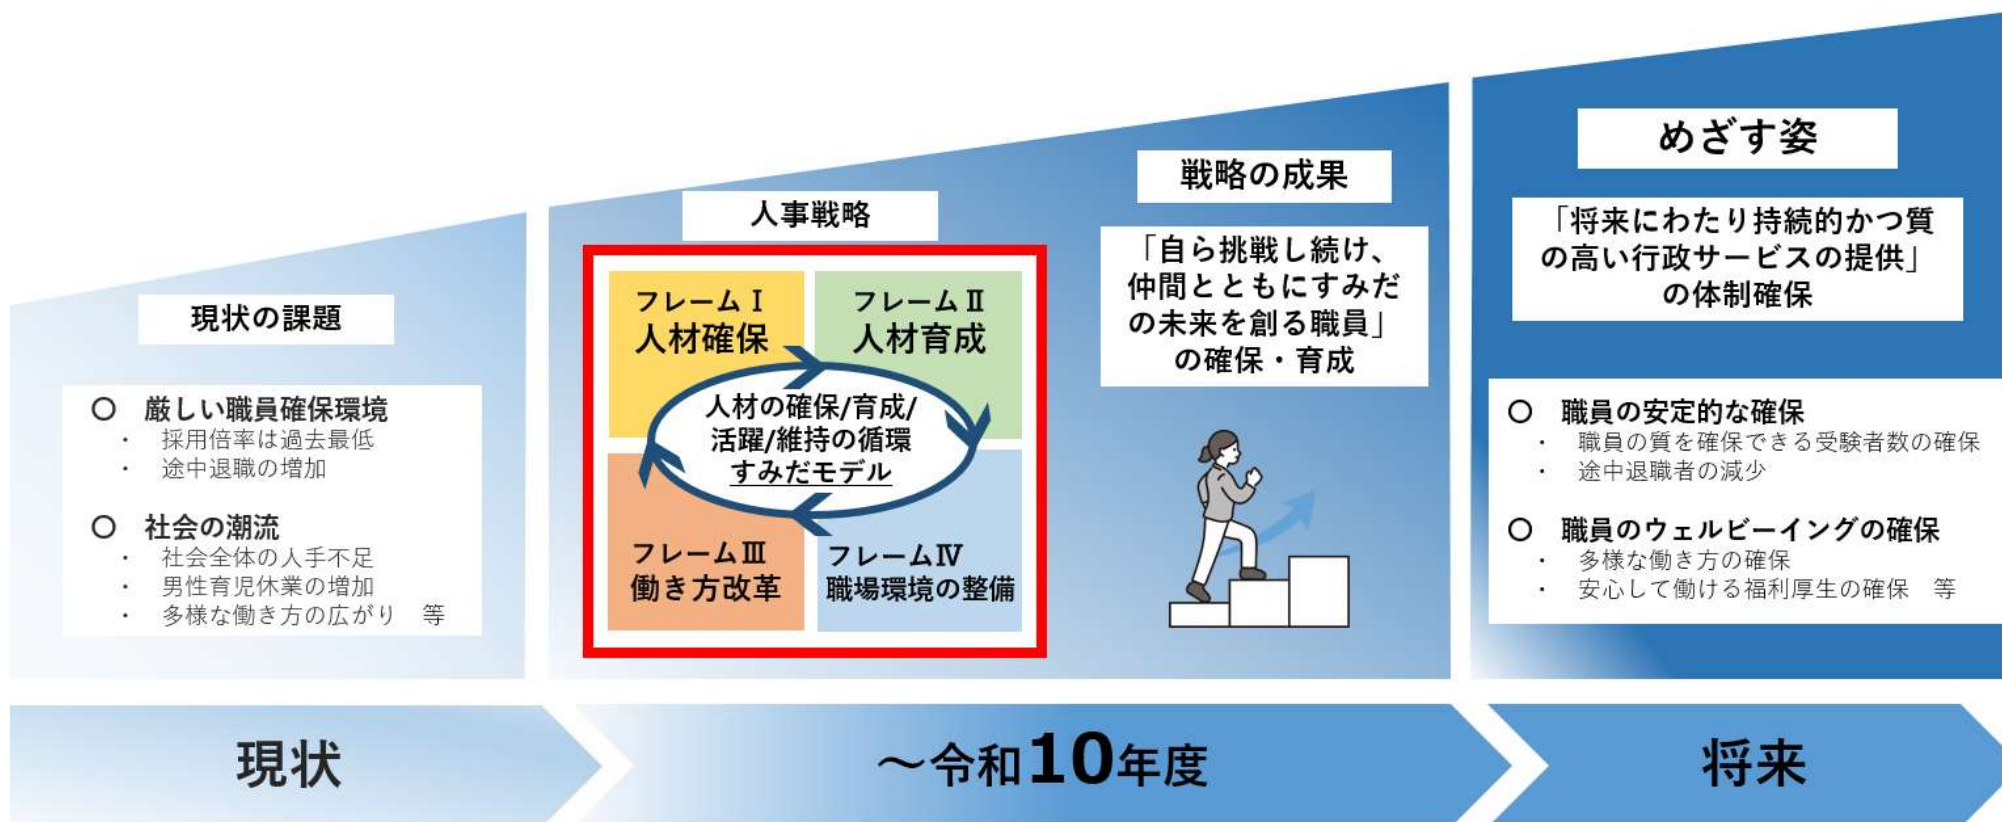 現状の課題
〇 厳しい職員確保環境
・ 採用倍率は過去最低
・ 途中退職の増加
〇 社会の潮流
・ 社会全体の人手不足
・ 男性育児休業の増加
・ 多様な働き方の広がり 等
人事戦略
フレームⅠ
人材確保
フレームⅡ
人材育成
人材の確保/育成/
活躍/維持の循環
すみだモデル
フレームⅢ
働き方改革
フレームⅣ
職場環境の整備
戦略の成果
「自ら挑戦し続け、
仲間とともにすみだ
の未来を創る職員」
の確保・育成
めざす姿
「将来にわたり持続的かつ質
の高い行政サービスの提供」
の体制確保
〇 職員の安定的な確保
・ 職員の質を確保できる受験者数の確保
・ 途中退職者の減少
〇 職員のウェルビーイングの確保
・ 多様な働き方の確保
・ 安心して働ける福利厚生の確保 等
現状
～令和10年度
将来